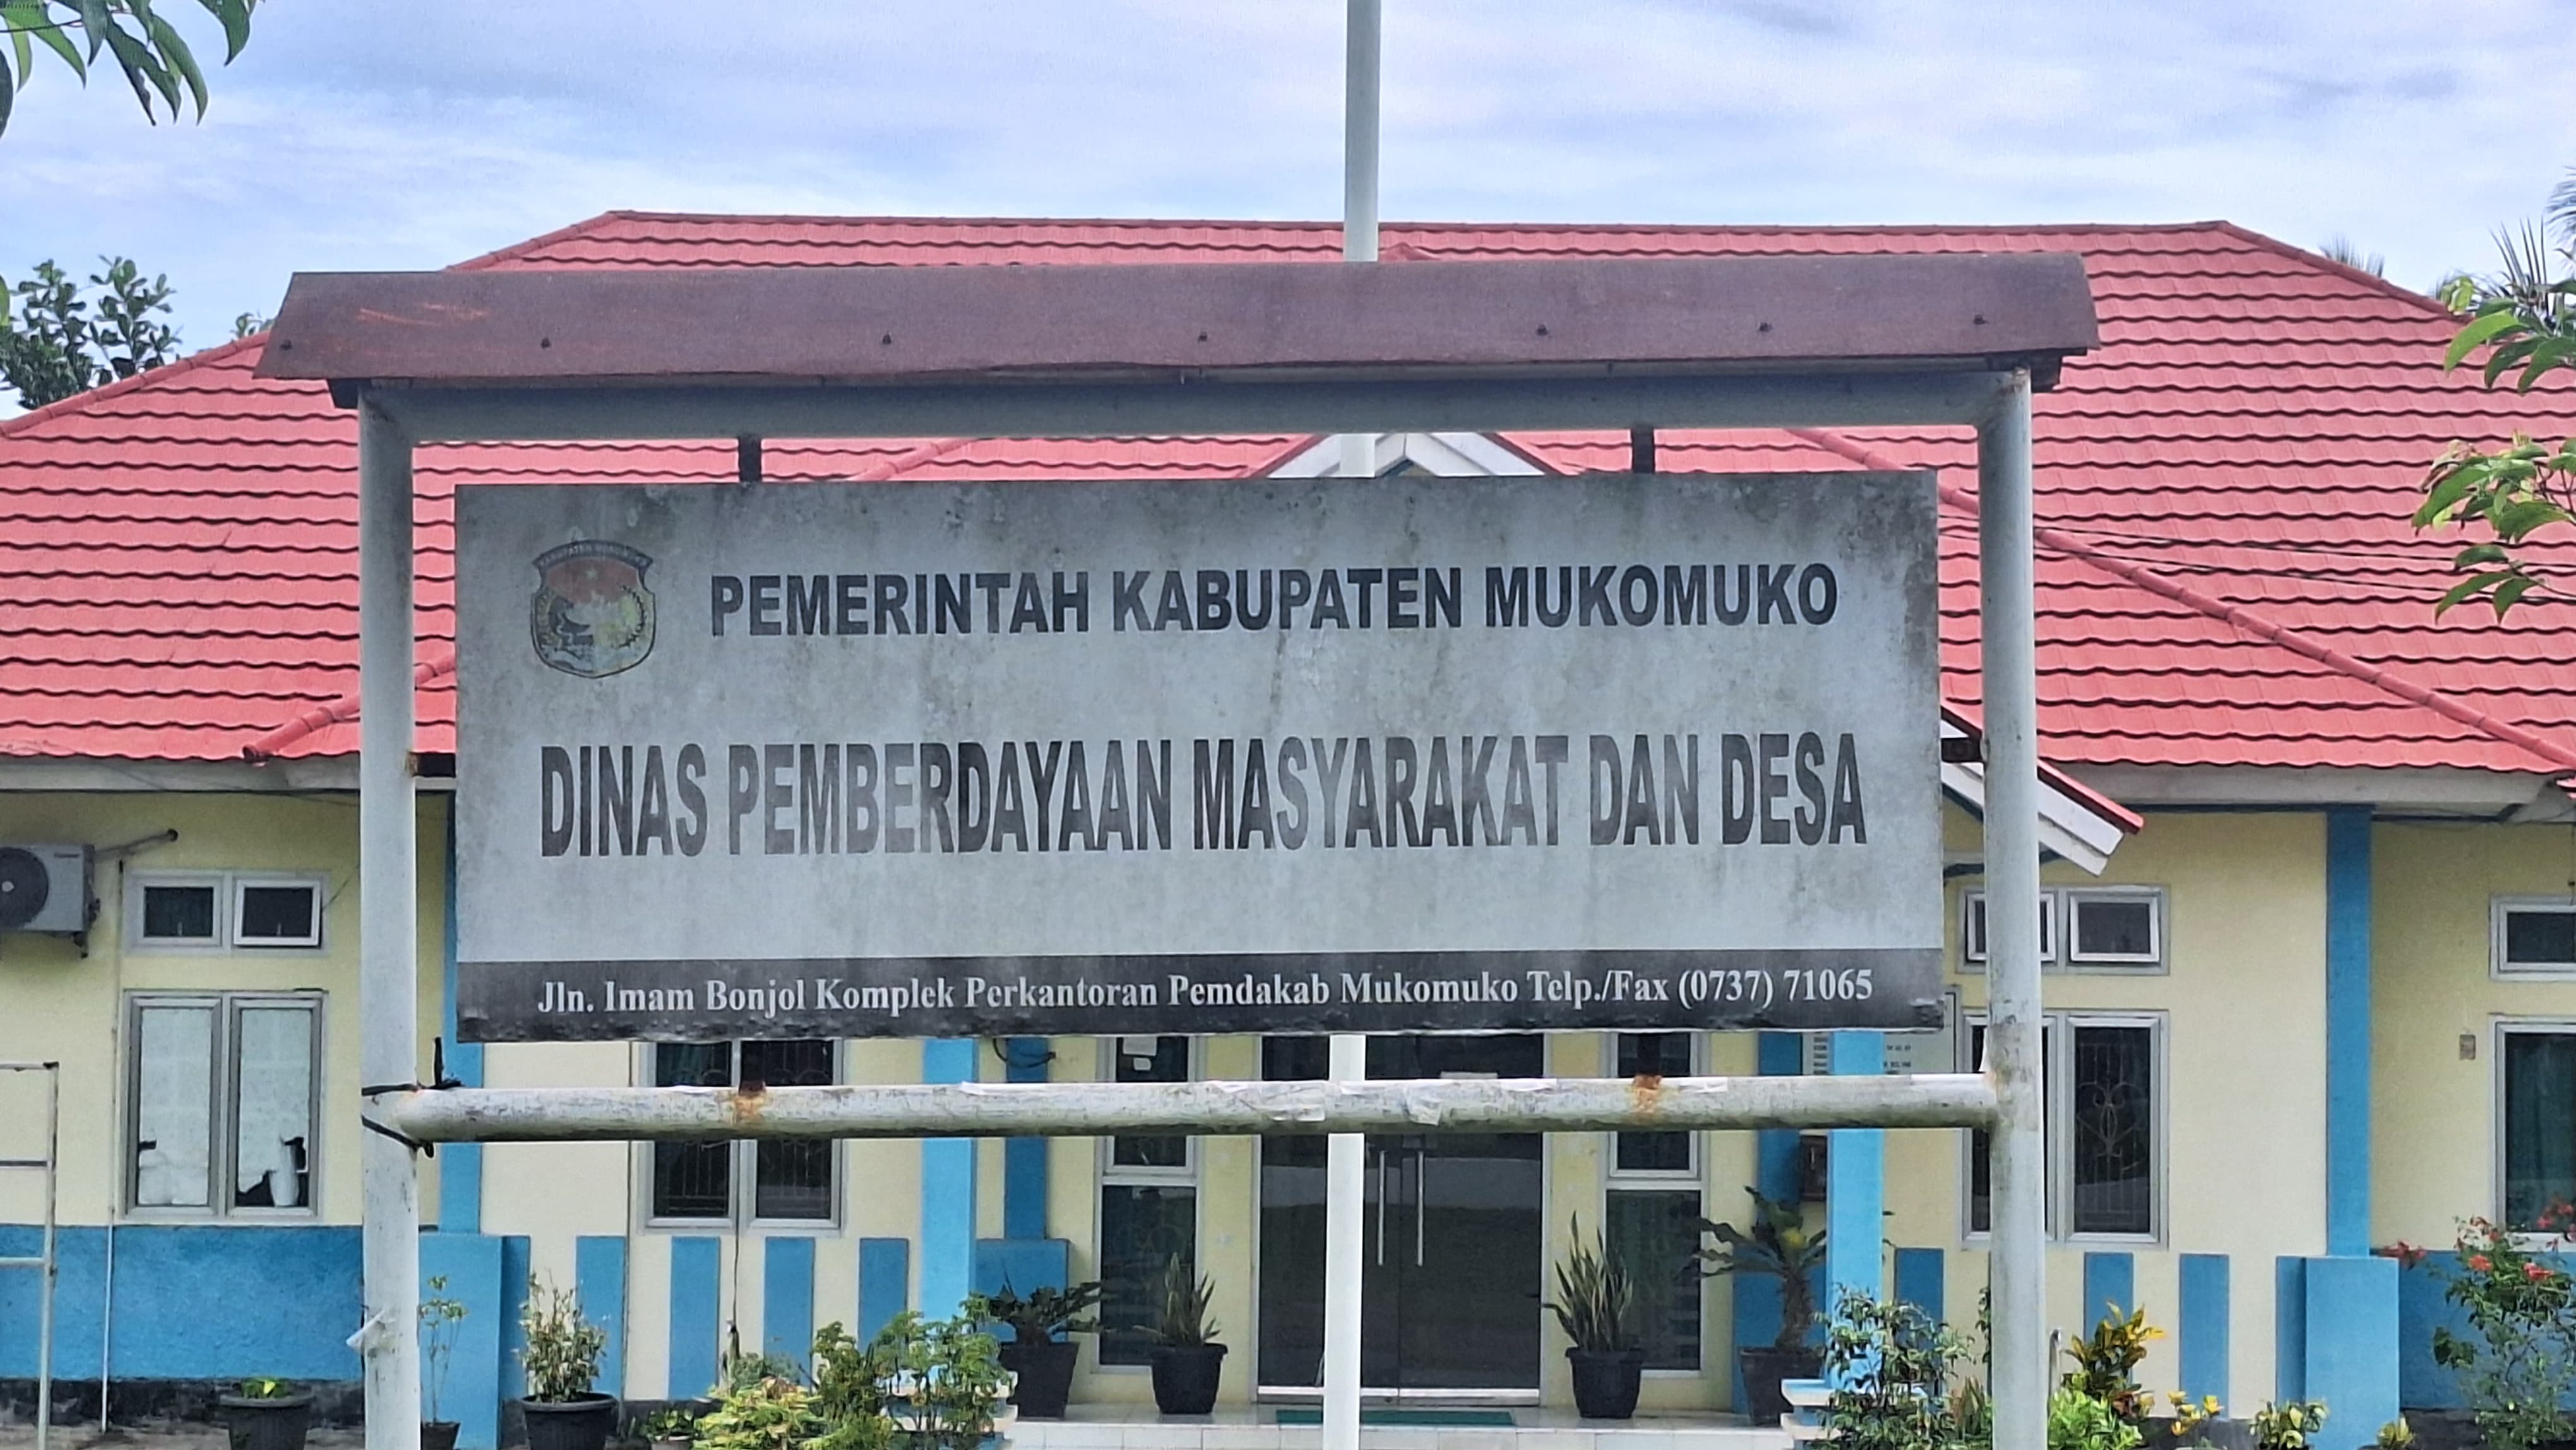 KABUPATEN
PEMERINTAH KABUPATEN MUKOMUKO
DINAS PEMBERDAYAAN MASYARAKAT DAN DESA
Jln. Imam Bonjol Komplek Perkantoran Pemdakab Mukomuko Telp./Fax (0737) 71065